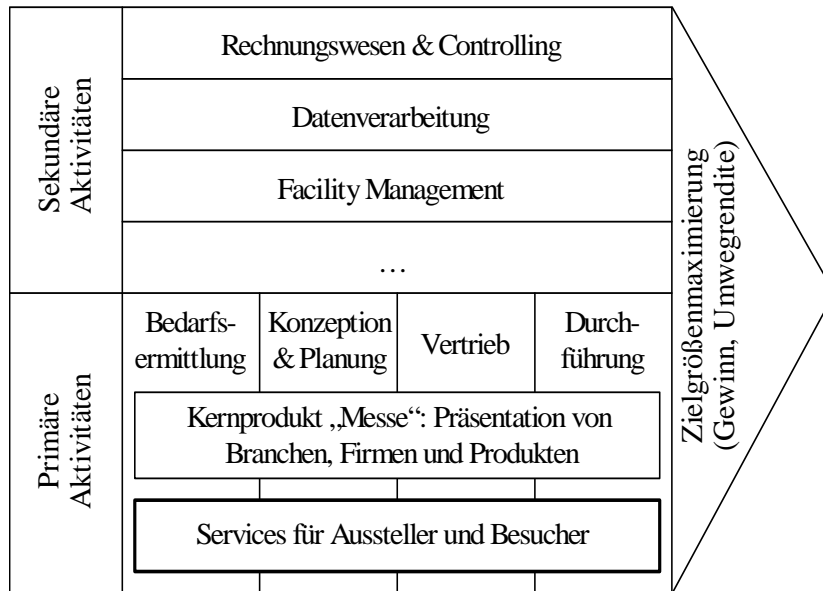 Sekundäre
Aktivitäten
Rechnungswesen & Controlling
Datenverarbeitung
Facility Management
…
Primäre
Aktivitäten
Bedarfs-
ermittlung
Konzeption
& Planung
Vertrieb
Durch-
führung
Kernprodukt „Messe“: Präsentation von
Branchen, Firmen und Produkten
Services für Aussteller und Besucher
Zielgrößenmaximierung
(Gewinn, Umwegrendite)